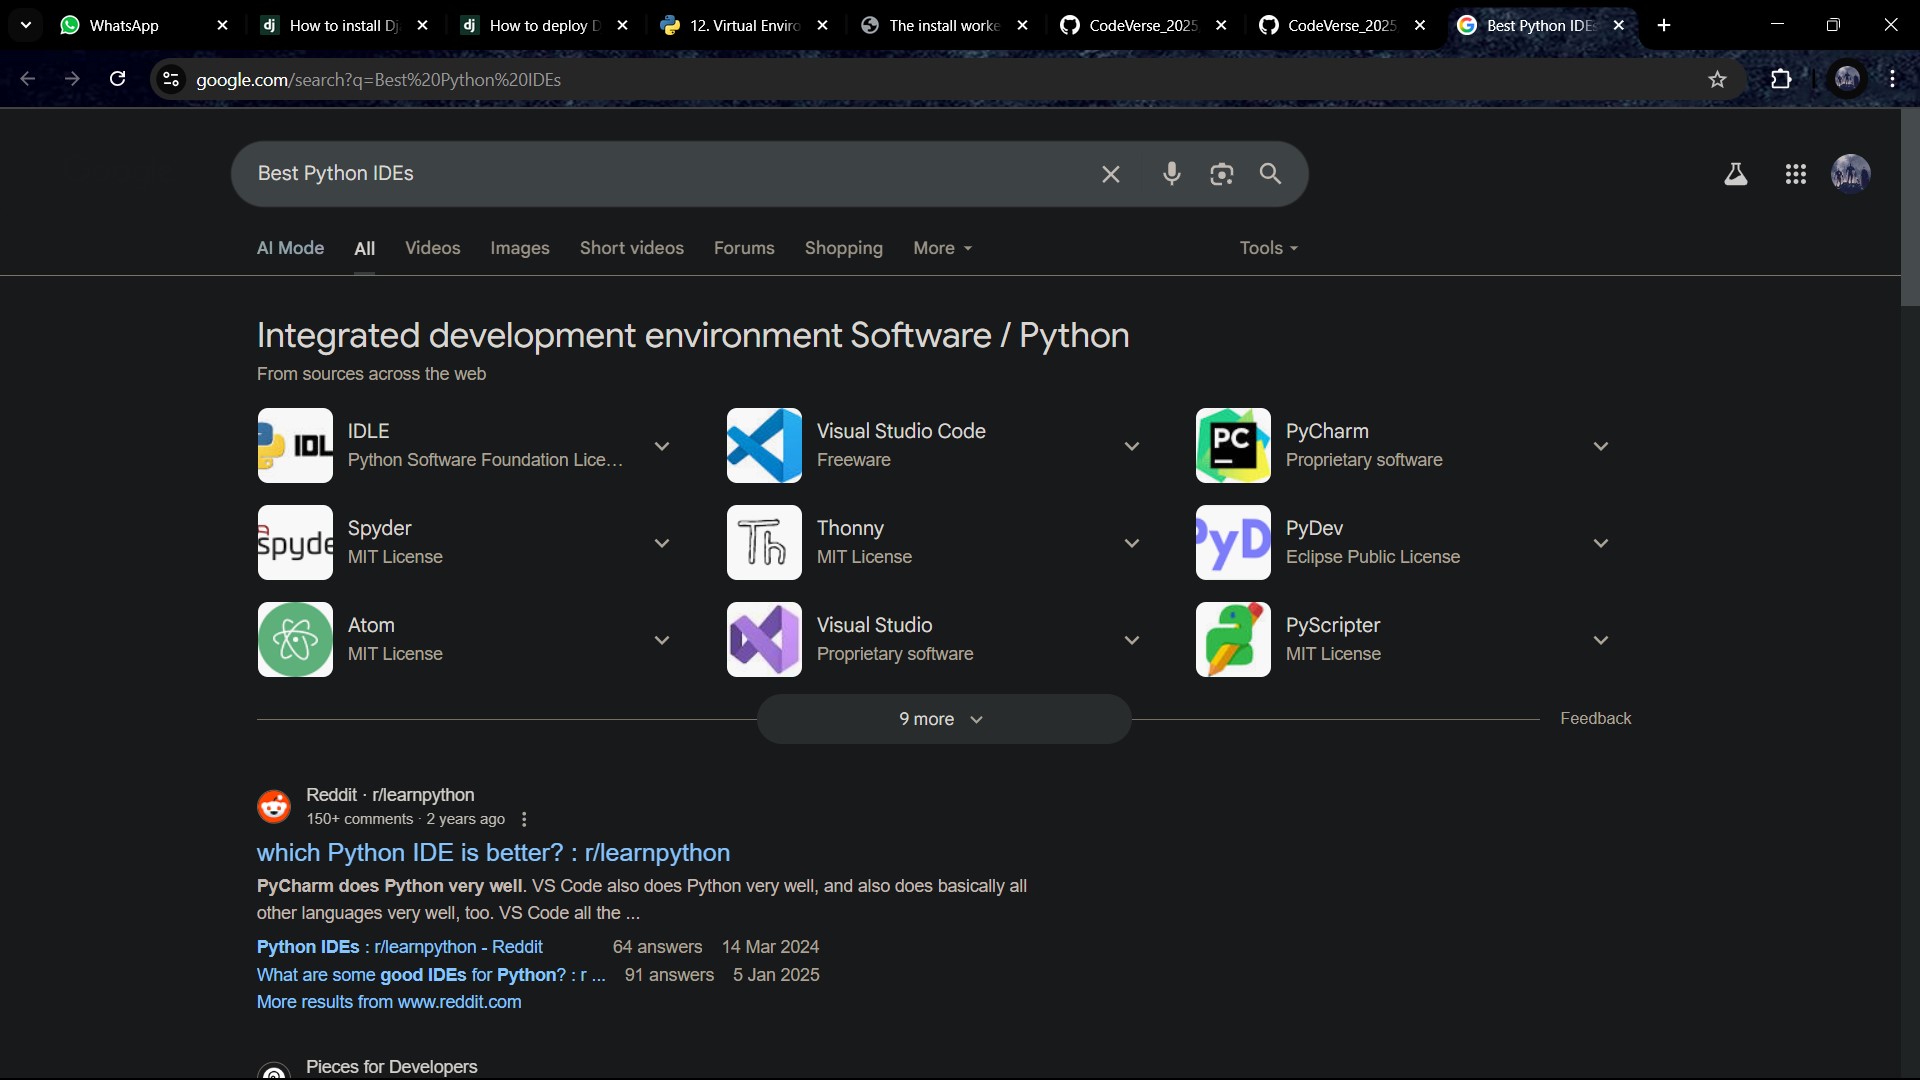 WhatsApp
How to install Dj
How to deploy D
12. Virtual Enviro
The install worke
CodeVerse_2025
CodeVerse_2025
Best Python IDEs
google.com/search?q=Best%20Python%20IDEs
Best Python IDEs
AI Mode
All
Videos
Images
Short videos
Forums
Shopping
More
Tools
Integrated development environment Software / Python
From sources across the web
IDL
IDLE
Python Software Foundation Lice...
Visual Studio Code
Freeware
PC
PyCharm
Proprietary software
spyde
Spyder
MIT License
Th
Thonny
MIT License
PyD
PyDev
Eclipse Public License
Atom
MIT License
Visual Studio
Proprietary software
PyScripter
MIT License
9 more
Feedback
Reddit · r/learnpython
150+ comments · 2 years ago
which Python IDE is better? : r/learnpython
PyCharm does Python very well. VS Code also does Python very well, and also does basically all
other languages very well, too. VS Code all the ...
Python IDEs : r/learnpython - Reddit 64 answers 14 Mar 2024
What are some good IDEs for Python? : r ... 91 answers 5 Jan 2025
More results from www.reddit.com
Pieces for Developers